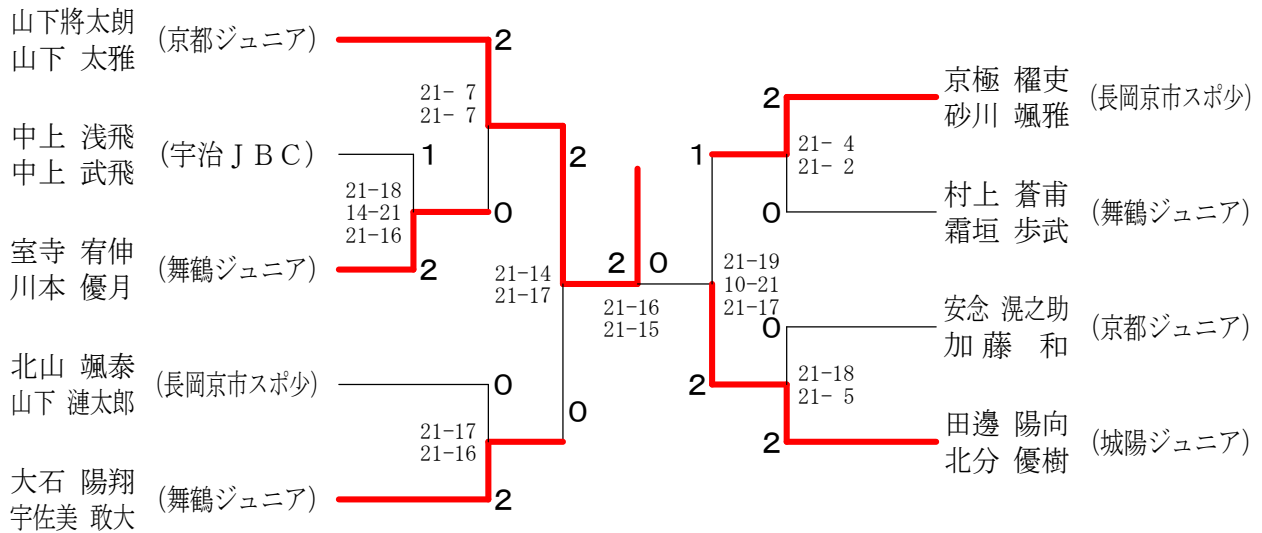 山下將太朗
山下 太雅
(京都ジュニア)
2
21- 7
21- 7
中上 浅飛
中上 武飛
(宇治ＪＢＣ)
1
21-18
14-21
21-16
0
室寺 宥伸
川本 優月
(舞鶴ジュニア)
2
2
21-14
21-17
北山 颯泰
山下 漣太郎
(長岡京市スポ少)
0
0
21-17
21-16
大石 陽翔
宇佐美 敢大
(舞鶴ジュニア)
2
2
0
21-16
21-15
京極 櫂吏
砂川 颯雅
(長岡京市スポ少)
2
1
21- 4
21- 2
村上 蒼甫
霜垣 歩武
(舞鶴ジュニア)
0
21-19
10-21
21-17
安念 滉之助
加藤 和
(京都ジュニア)
0
2
21-18
21- 5
田邊 陽向
北分 優樹
(城陽ジュニア)
2